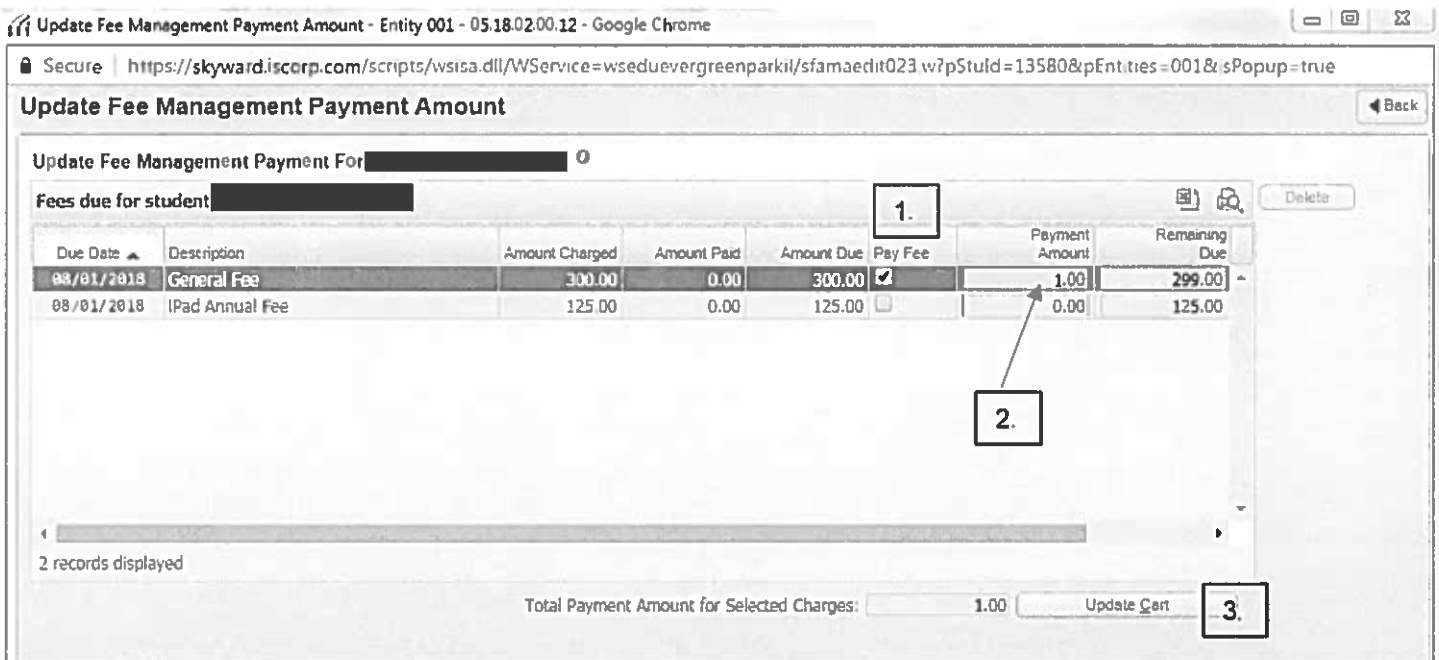 Update Fee Management Payment Amount - Entity 001 - 05.18.02.00.12 - Google Chrome
Secure https://skyward.iscorp.com/scripts/wsisa.dll/WService=wseduevergreenparkil/sfamaedit023.w?pStuId=13580&pEntities=001&isPopup=true
Update Fee Management Payment Amount
Back
Update Fee Management Payment For
Fees due for student
1.
Delete
Due Date Description Amount Charged Amount Paid Amount Due Pay Fee Payment Amount Remaining Due
08/01/2018 General Fee 300.00 0.00 300.00 1.00 299.00
08/01/2018 IPad Annual Fee 125.00 0.00 125.00 0.00 125.00
2.
2 records displayed
Total Payment Amount for Selected Charges: 1.00 Update Cart 3.